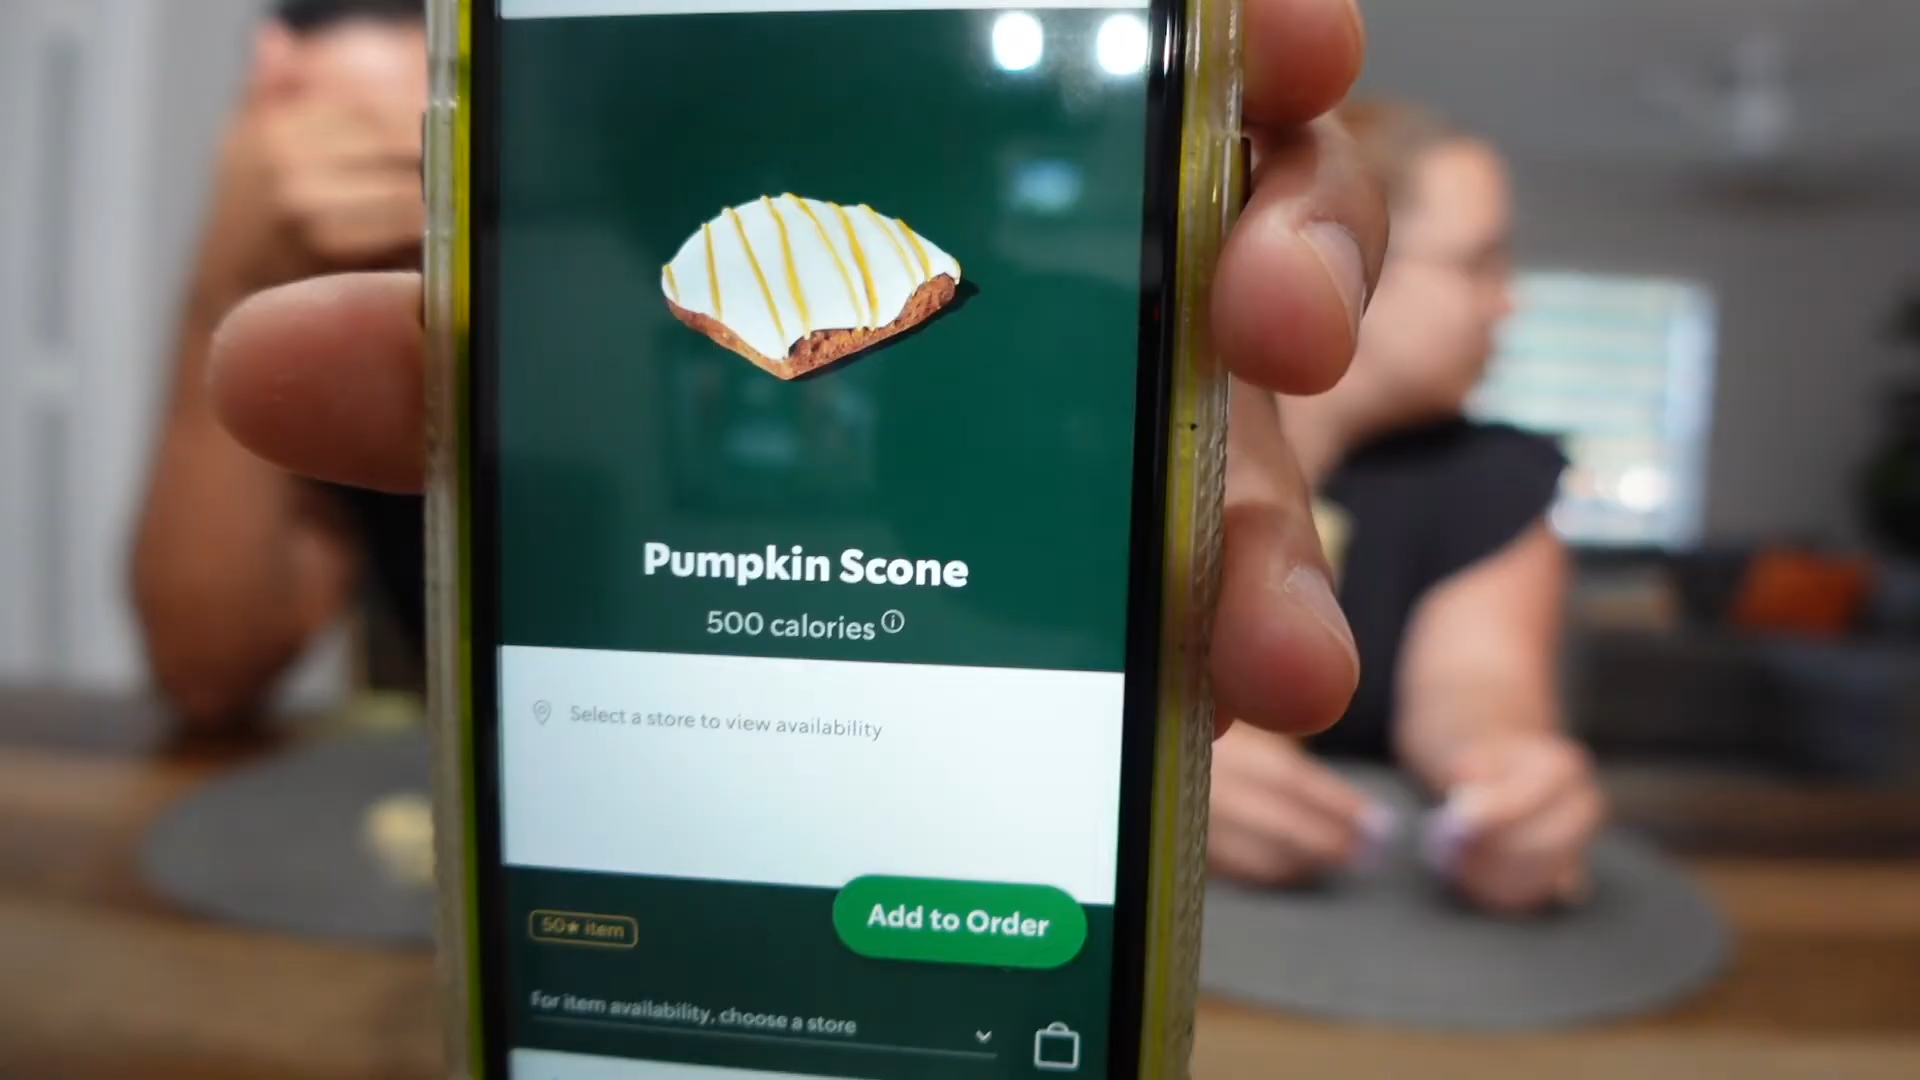 Pumpkin Scone
500 calories
Select a store to view availability
50★ item
Add to Order
For item availability, choose a store